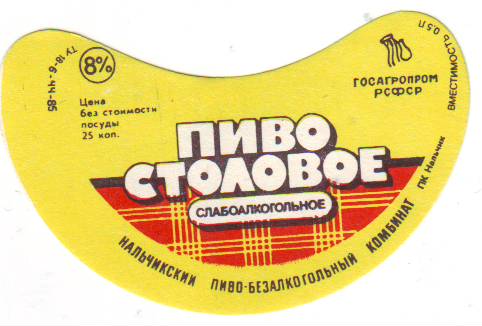 ТУ 18-6-44-85
8%
Цена
без стоимости
посуды
25 коп.
ГОСАГРОПРОМ
РСФСР
ВМЕСТИМОСТЬ 0,5 Л
ПИВО
СТОЛОВОЕ
СЛАБОАЛКОГОЛЬНОЕ
НАЛЬЧИКСКИЙ ПИВО-БЕЗАЛКОГОЛЬНЫЙ КОМБИНАТ ПК Нальчик